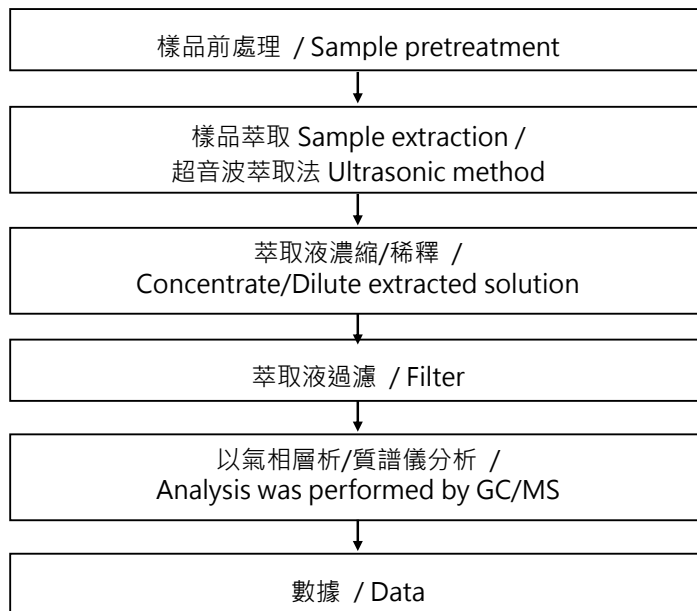 樣品前處理 / Sample pretreatment
樣品萃取 Sample extraction /
超音波萃取法 Ultrasonic method
萃取液濃縮/稀釋 /
Concentrate/Dilute extracted solution
萃取液過濾 / Filter
以氣相層析/質譜儀分析 /
Analysis was performed by GC/MS
數據 / Data